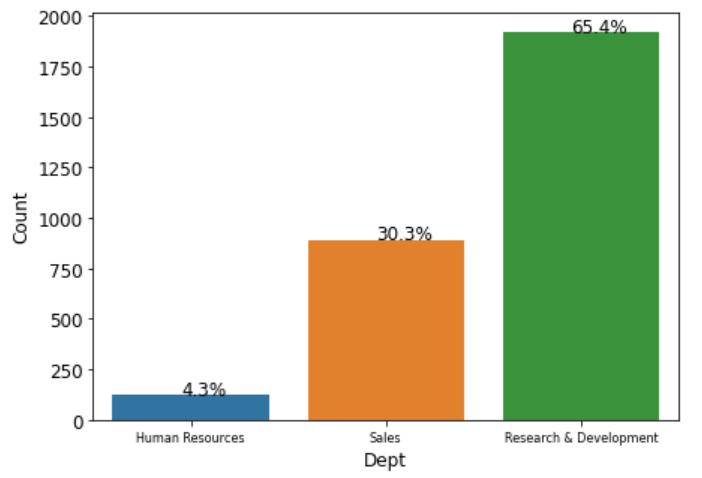 2000
65.4%
1750
1500
1250
1000
30.3%
750
500
250
4.3%
0
Count
Human Resources
Sales
Research & Development
Dept